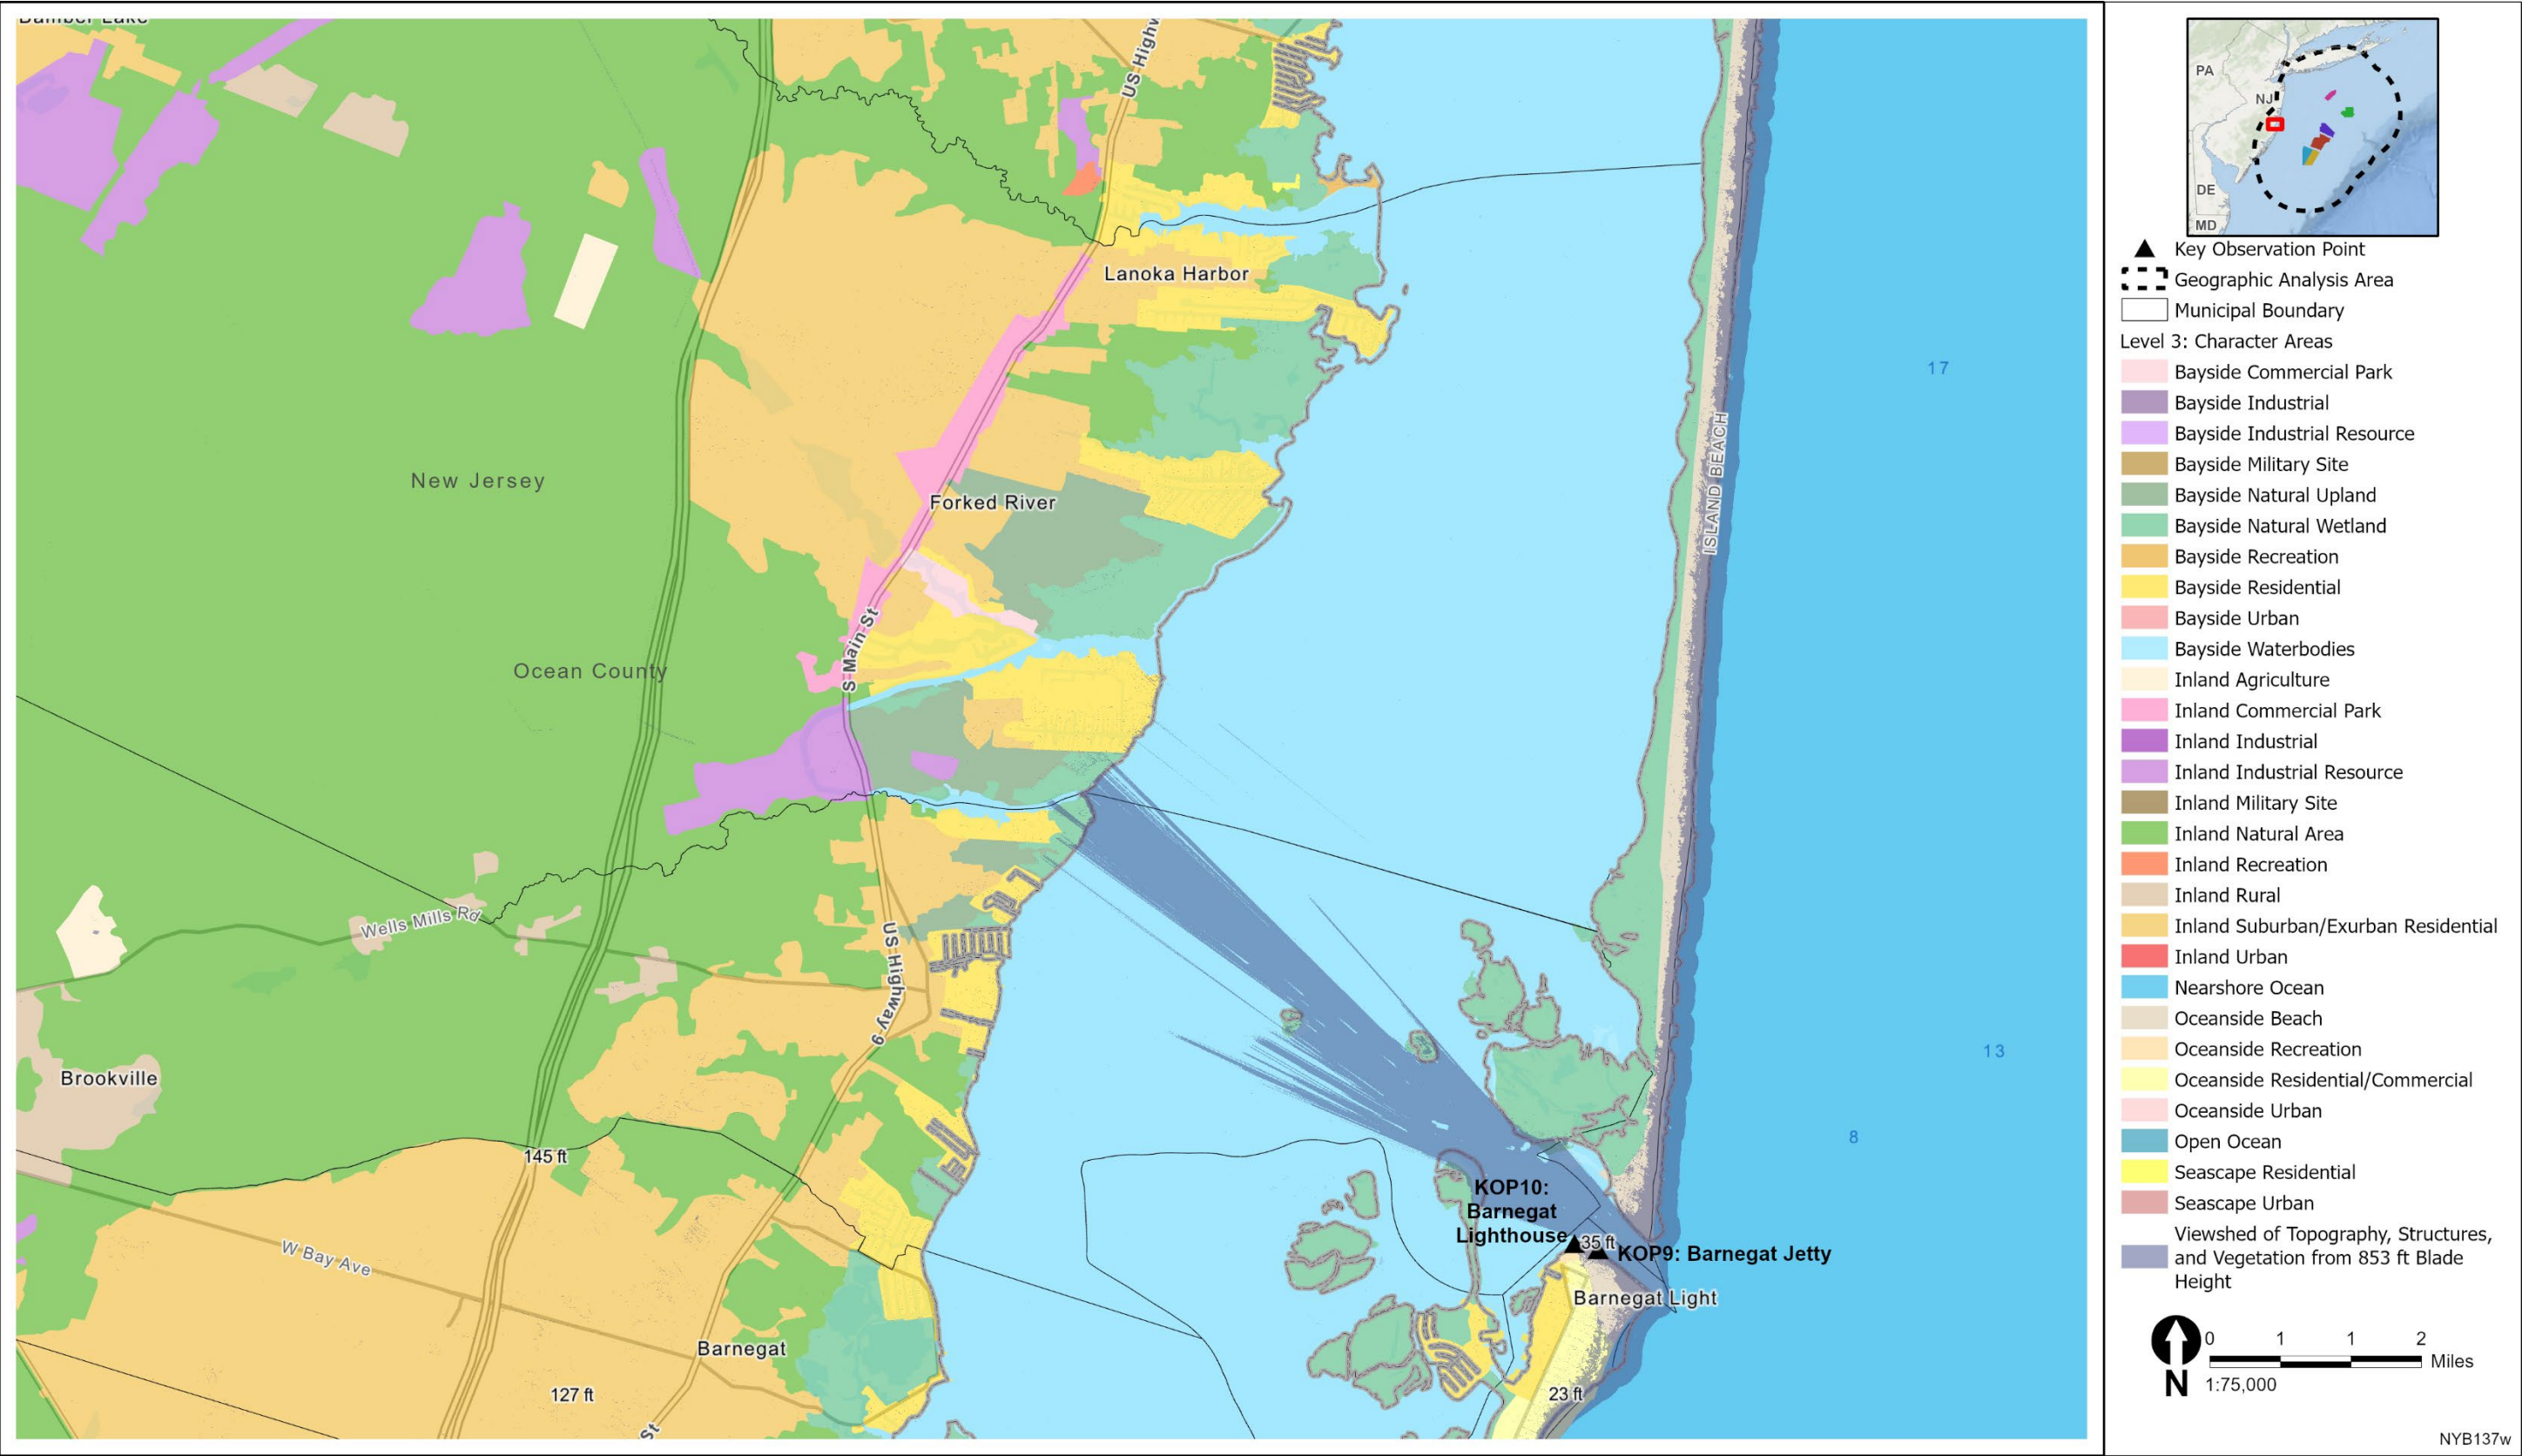 Bamber Lake
US Highw
Lanoka Harbor
17
ISLAND BEACH
New Jersey
Forked River
S Main St
Ocean County
Wells Mills Rd
US Highway 9
13
Brookville
8
145 ft
KOP10:
Barnegat
Lighthouse
35 ft
KOP9: Barnegat Jetty
W Bay Ave
Barnegat Light
Barnegat
127 ft
23 ft
St
PA
NJ
DE
MD
Key Observation Point
Geographic Analysis Area
Municipal Boundary
Level 3: Character Areas
Bayside Commercial Park
Bayside Industrial
Bayside Industrial Resource
Bayside Military Site
Bayside Natural Upland
Bayside Natural Wetland
Bayside Recreation
Bayside Residential
Bayside Urban
Bayside Waterbodies
Inland Agriculture
Inland Commercial Park
Inland Industrial
Inland Industrial Resource
Inland Military Site
Inland Natural Area
Inland Recreation
Inland Rural
Inland Suburban/Exurban Residential
Inland Urban
Nearshore Ocean
Oceanside Beach
Oceanside Recreation
Oceanside Residential/Commercial
Oceanside Urban
Open Ocean
Seascape Residential
Seascape Urban
Viewshed of Topography, Structures,
and Vegetation from 853 ft Blade
Height
N
0 1 1 2
Miles
1:75,000
NYB137w